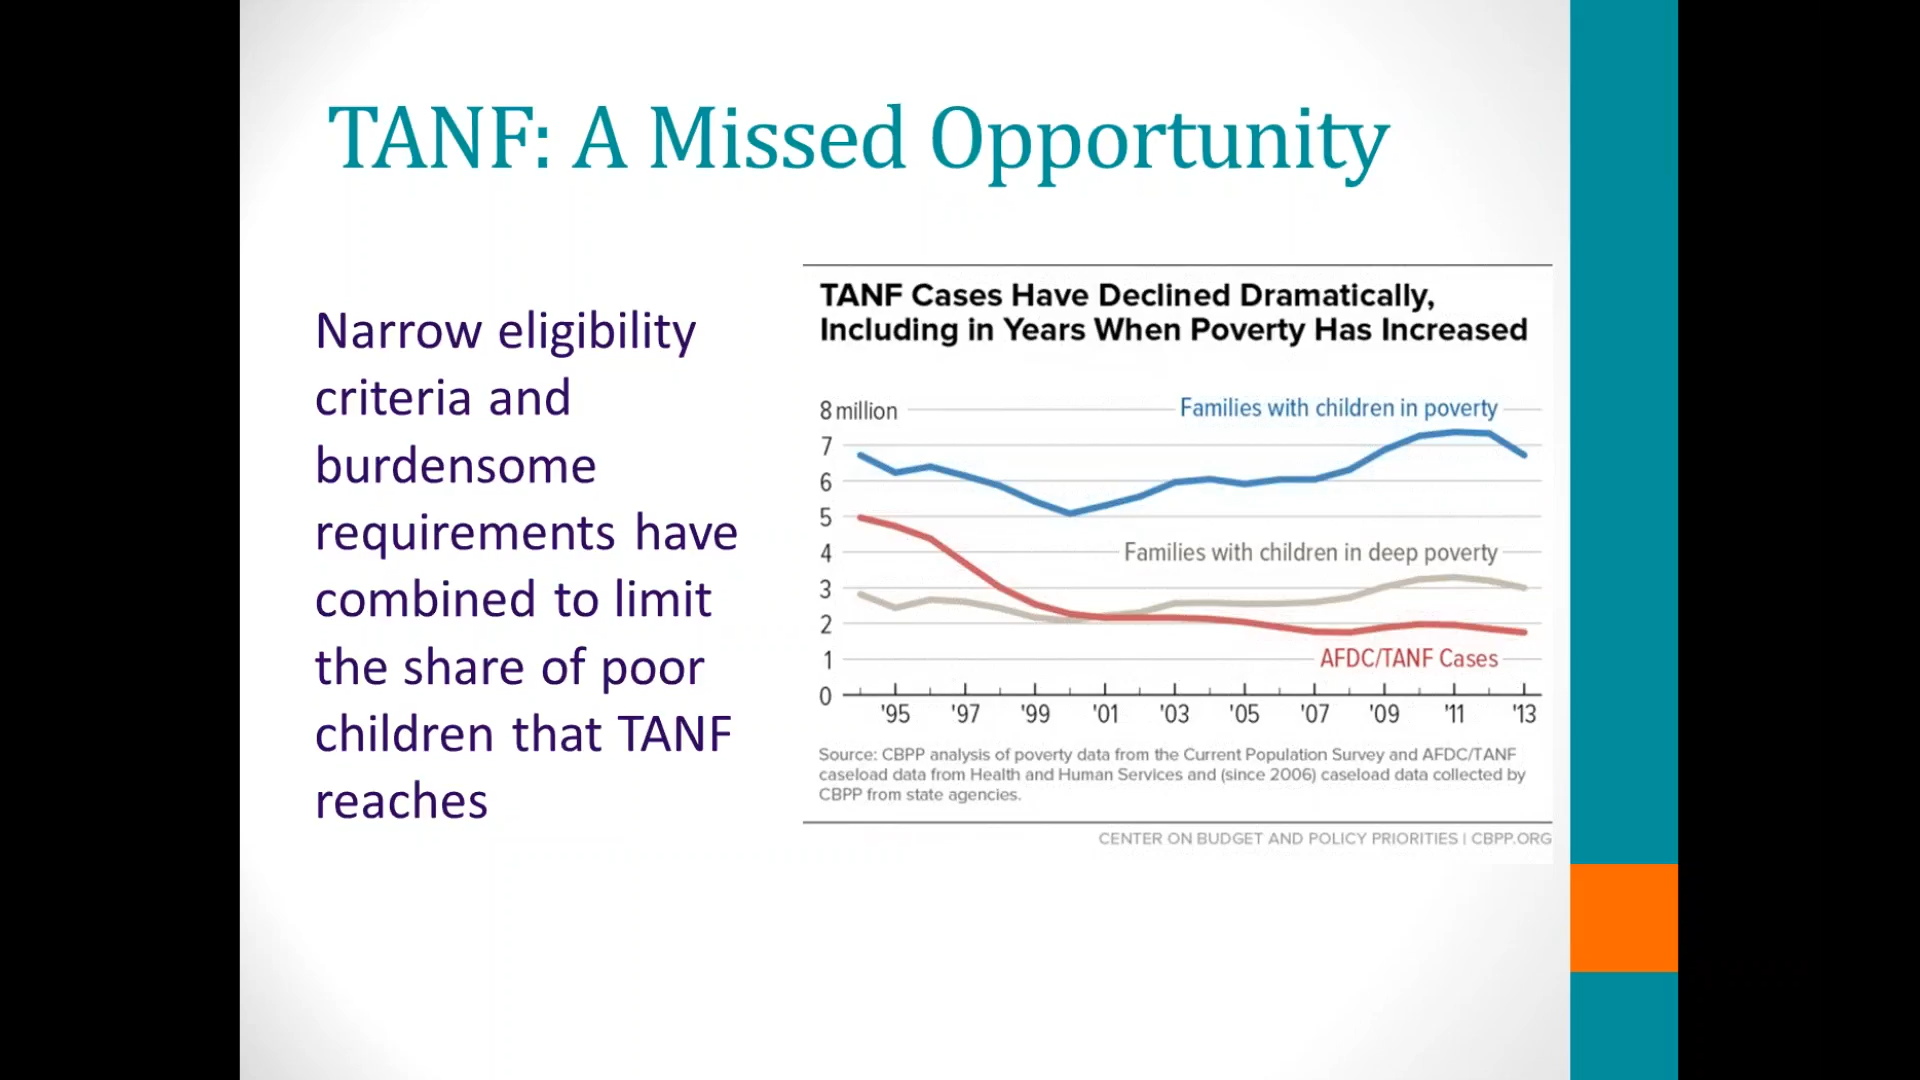 TANF: A Missed Opportunity
Narrow eligibility
criteria and
burdensome
requirements have
combined to limit
the share of poor
children that TANF
reaches
TANF Cases Have Declined Dramatically,
Including in Years When Poverty Has Increased
8 million
Families with children in poverty
7
6
5
4
Families with children in deep poverty
3
2
1
AFDC/TANF Cases
0
'95 '97 '99 '01 '03 '05 '07 '09 '11 '13
Source: CBPP analysis of poverty data from the Current Population Survey and AFDC/TANF
caseload data from Health and Human Services and (since 2006) caseload data collected by
CBPP from state agencies.
CENTER ON BUDGET AND POLICY PRIORITIES | CBPP.ORG